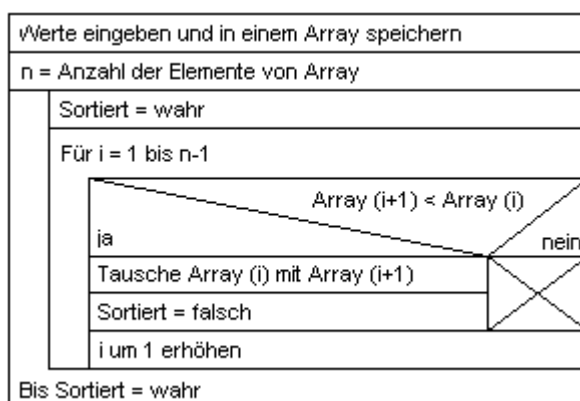 Werte eingeben und in einem Array speichern
n = Anzahl der Elemente von Array
Sortiert = wahr
Für i = 1 bis n-1
Array (i+1) < Array (i)
ja
nein
Tausche Array (i) mit Array (i+1)
Sortiert = falsch
i um 1 erhöhen
Bis Sortiert = wahr